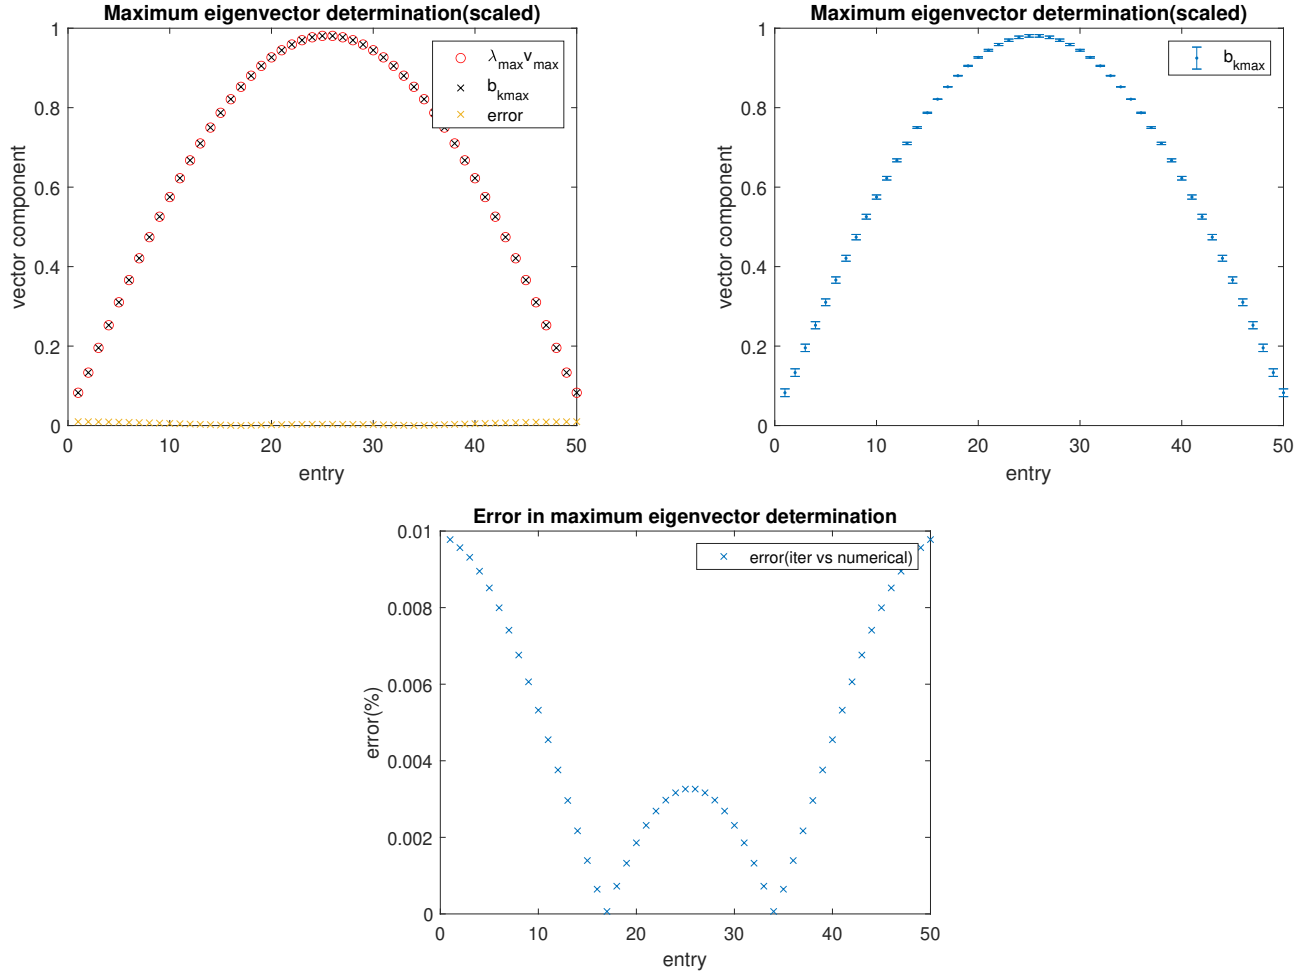 Maximum eigenvector determination(scaled)
1
0.8
0.6
0.4
0.2
0
vector component
λmax vmax
bkmax
error
0 10 20 30 40 50
entry
Maximum eigenvector determination(scaled)
1
0.8
0.6
0.4
0.2
0
vector component
bkmax
0 10 20 30 40 50
entry
Error in maximum eigenvector determination
0.01
0.008
0.006
0.004
0.002
0
error(%)
error(iter vs numerical)
0 10 20 30 40 50
entry